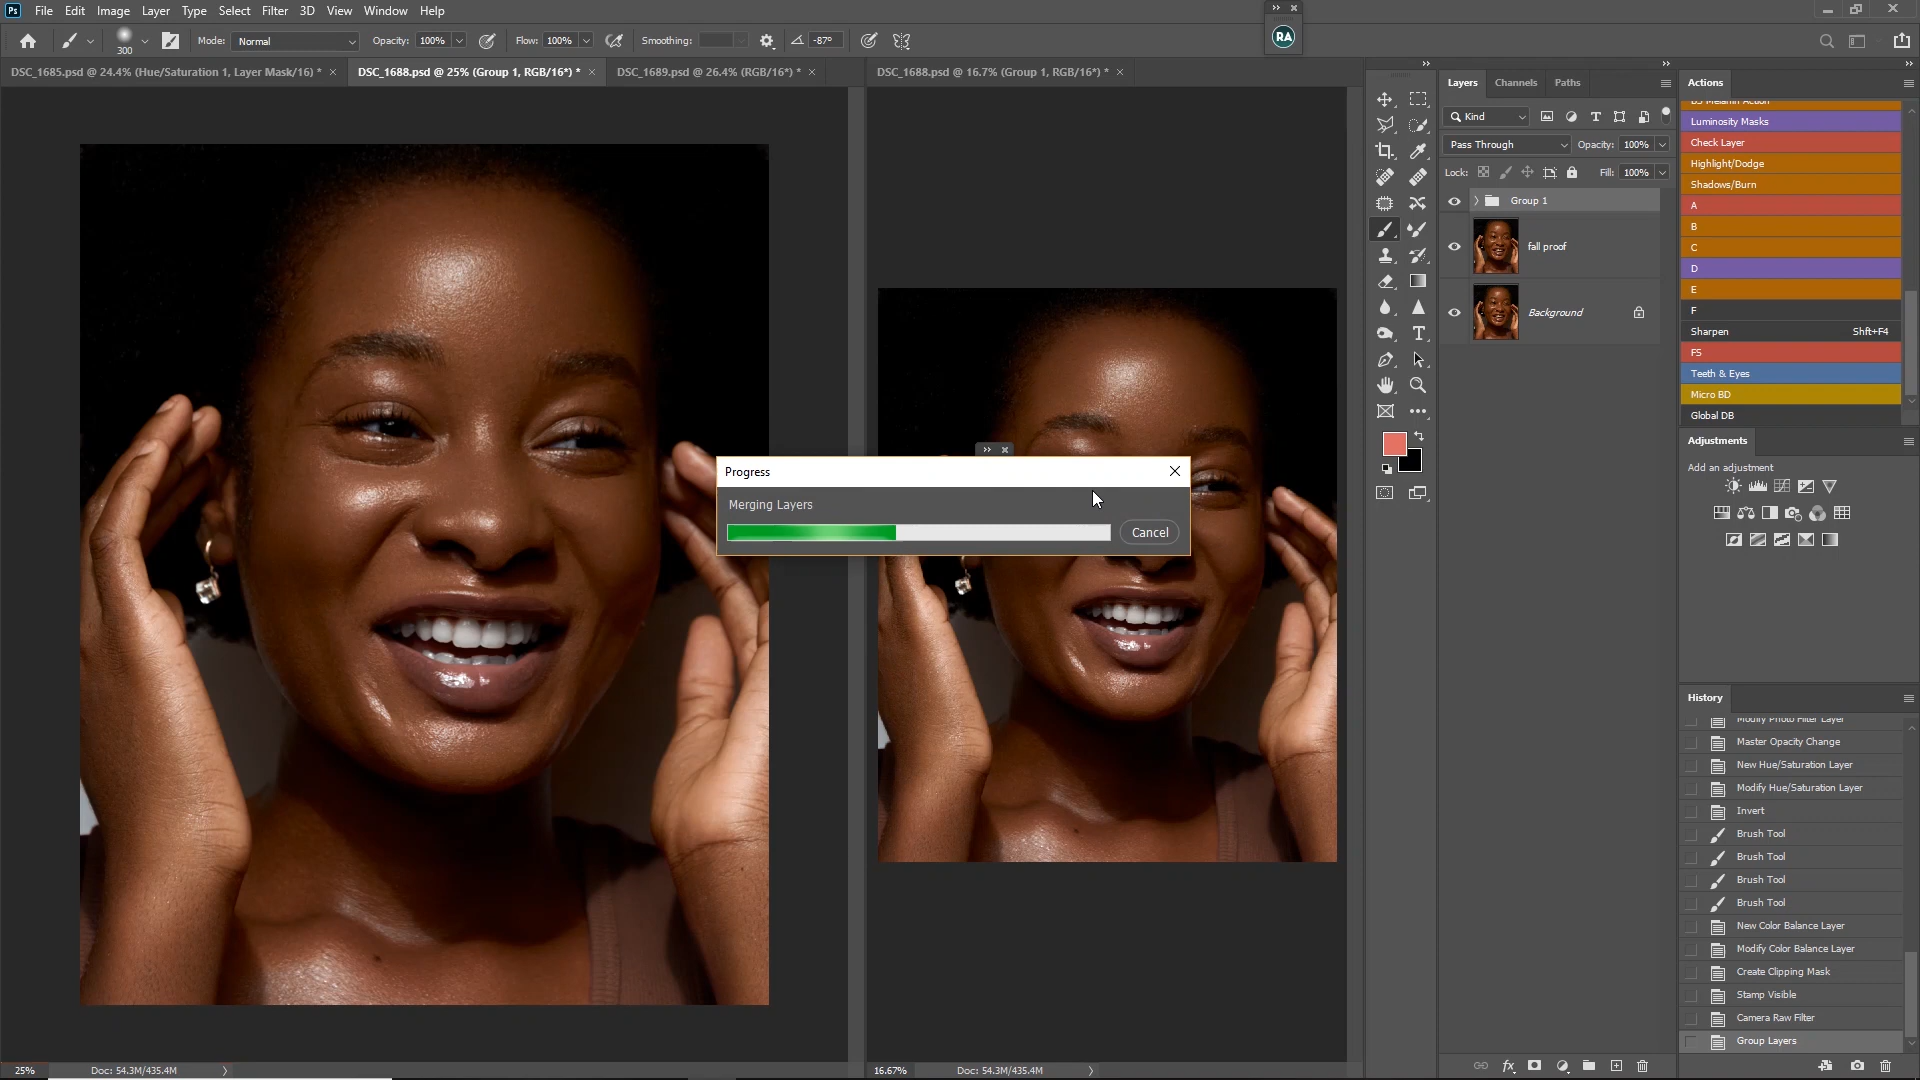 Ps File Edit Image Layer Type Select Filter 3D View Window Help
300 Mode: Normal Opacity: 100% Flow: 100% Smoothing: -87° RA
DSC_1685.psd @ 24.4% (Hue/Saturation 1, Layer Mask/16) * DSC_1688.psd @ 25% (Group 1, RGB/16*) * DSC_1689.psd @ 26.4% (RGB/16*) * DSC_1688.psd @ 16.7% (Group 1, RGB/16*) *
Progress
Merging Layers
Cancel
Layers Channels Paths
Kind
Pass Through Opacity: 100%
Lock: Fill: 100%
Group 1
fall proof
Background
Actions
Luminosity Masks
Check Layer
Highlight/Dodge
Shadows/Burn
A
B
C
D
E
F
Sharpen Shft+F4
FS
Teeth & Eyes
Micro BD
Global DB
Adjustments
Add an adjustment
History
Modify Photo Filter Layer
Master Opacity Change
New Hue/Saturation Layer
Modify Hue/Saturation Layer
Invert
Brush Tool
Brush Tool
Brush Tool
Brush Tool
New Color Balance Layer
Modify Color Balance Layer
Create Clipping Mask
Stamp Visible
Camera Raw Filter
Group Layers
25% Doc: 54.3M/435.4M
16.67% Doc: 54.3M/435.4M
fx